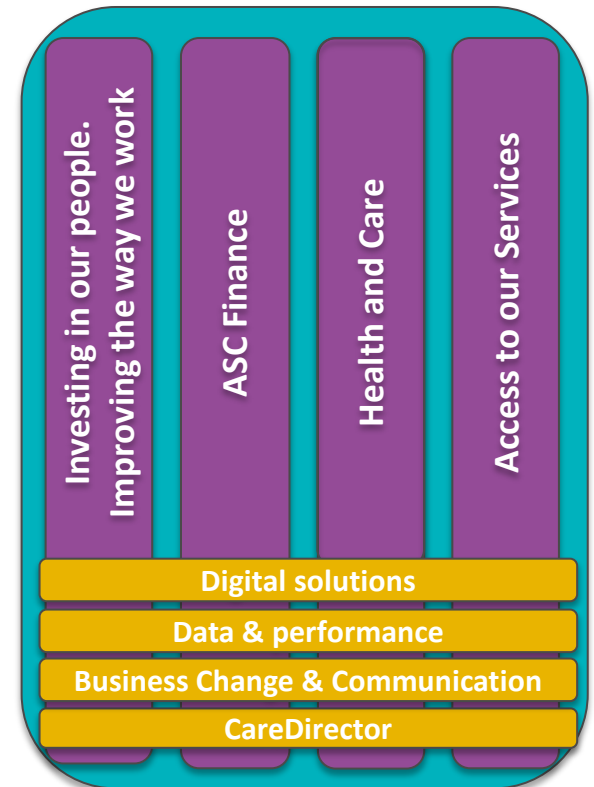 Investing in our people.
Improving the way we work
ASC Finance
Health and Care
Access to our Services
Digital solutions
Data & performance
Business Change & Communication
CareDirector